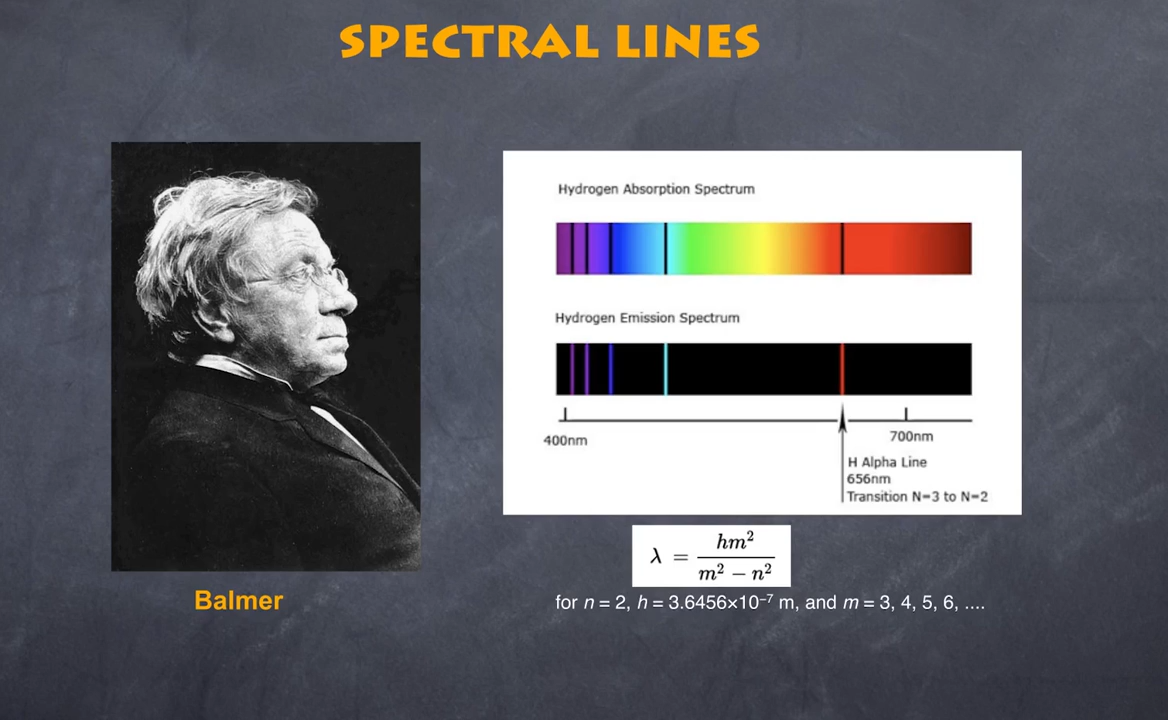 SPECTRAL LINES
Hydrogen Absorption Spectrum
Hydrogen Emission Spectrum
400nm
700nm
H Alpha Line
656nm
Transition N=3 to N=2
λ = hm² / (m² − n²)
Balmer
for n = 2, h = 3.6456×10⁻⁷ m, and m = 3, 4, 5, 6, ....